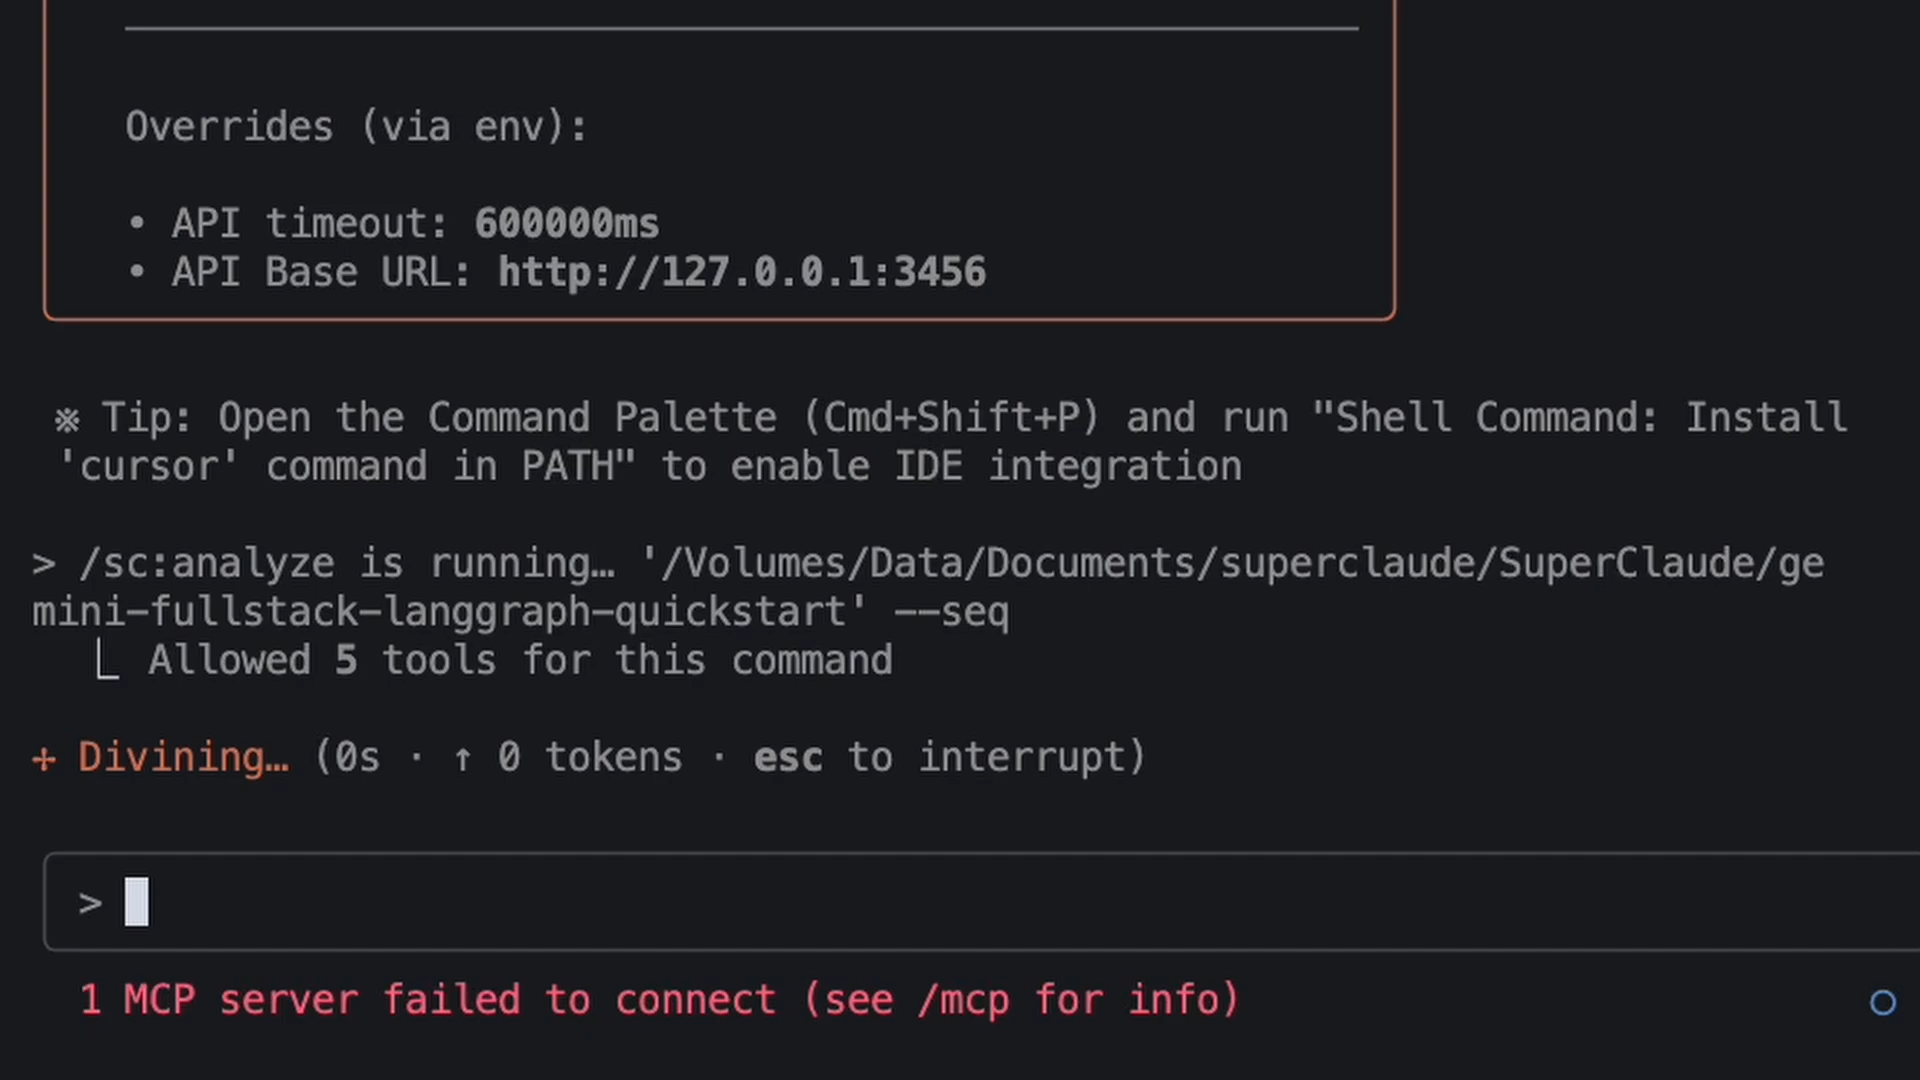 Overrides (via env):
• API timeout: 600000ms
• API Base URL: http://127.0.0.1:3456
※ Tip: Open the Command Palette (Cmd+Shift+P) and run "Shell Command: Install
'cursor' command in PATH" to enable IDE integration
> /sc:analyze is running… '/Volumes/Data/Documents/superclaude/SuperClaude/ge
mini-fullstack-langgraph-quickstart' --seq
⎿ Allowed 5 tools for this command
✢ Divining… (0s · ↑ 0 tokens · esc to interrupt)
>
1 MCP server failed to connect (see /mcp for info)